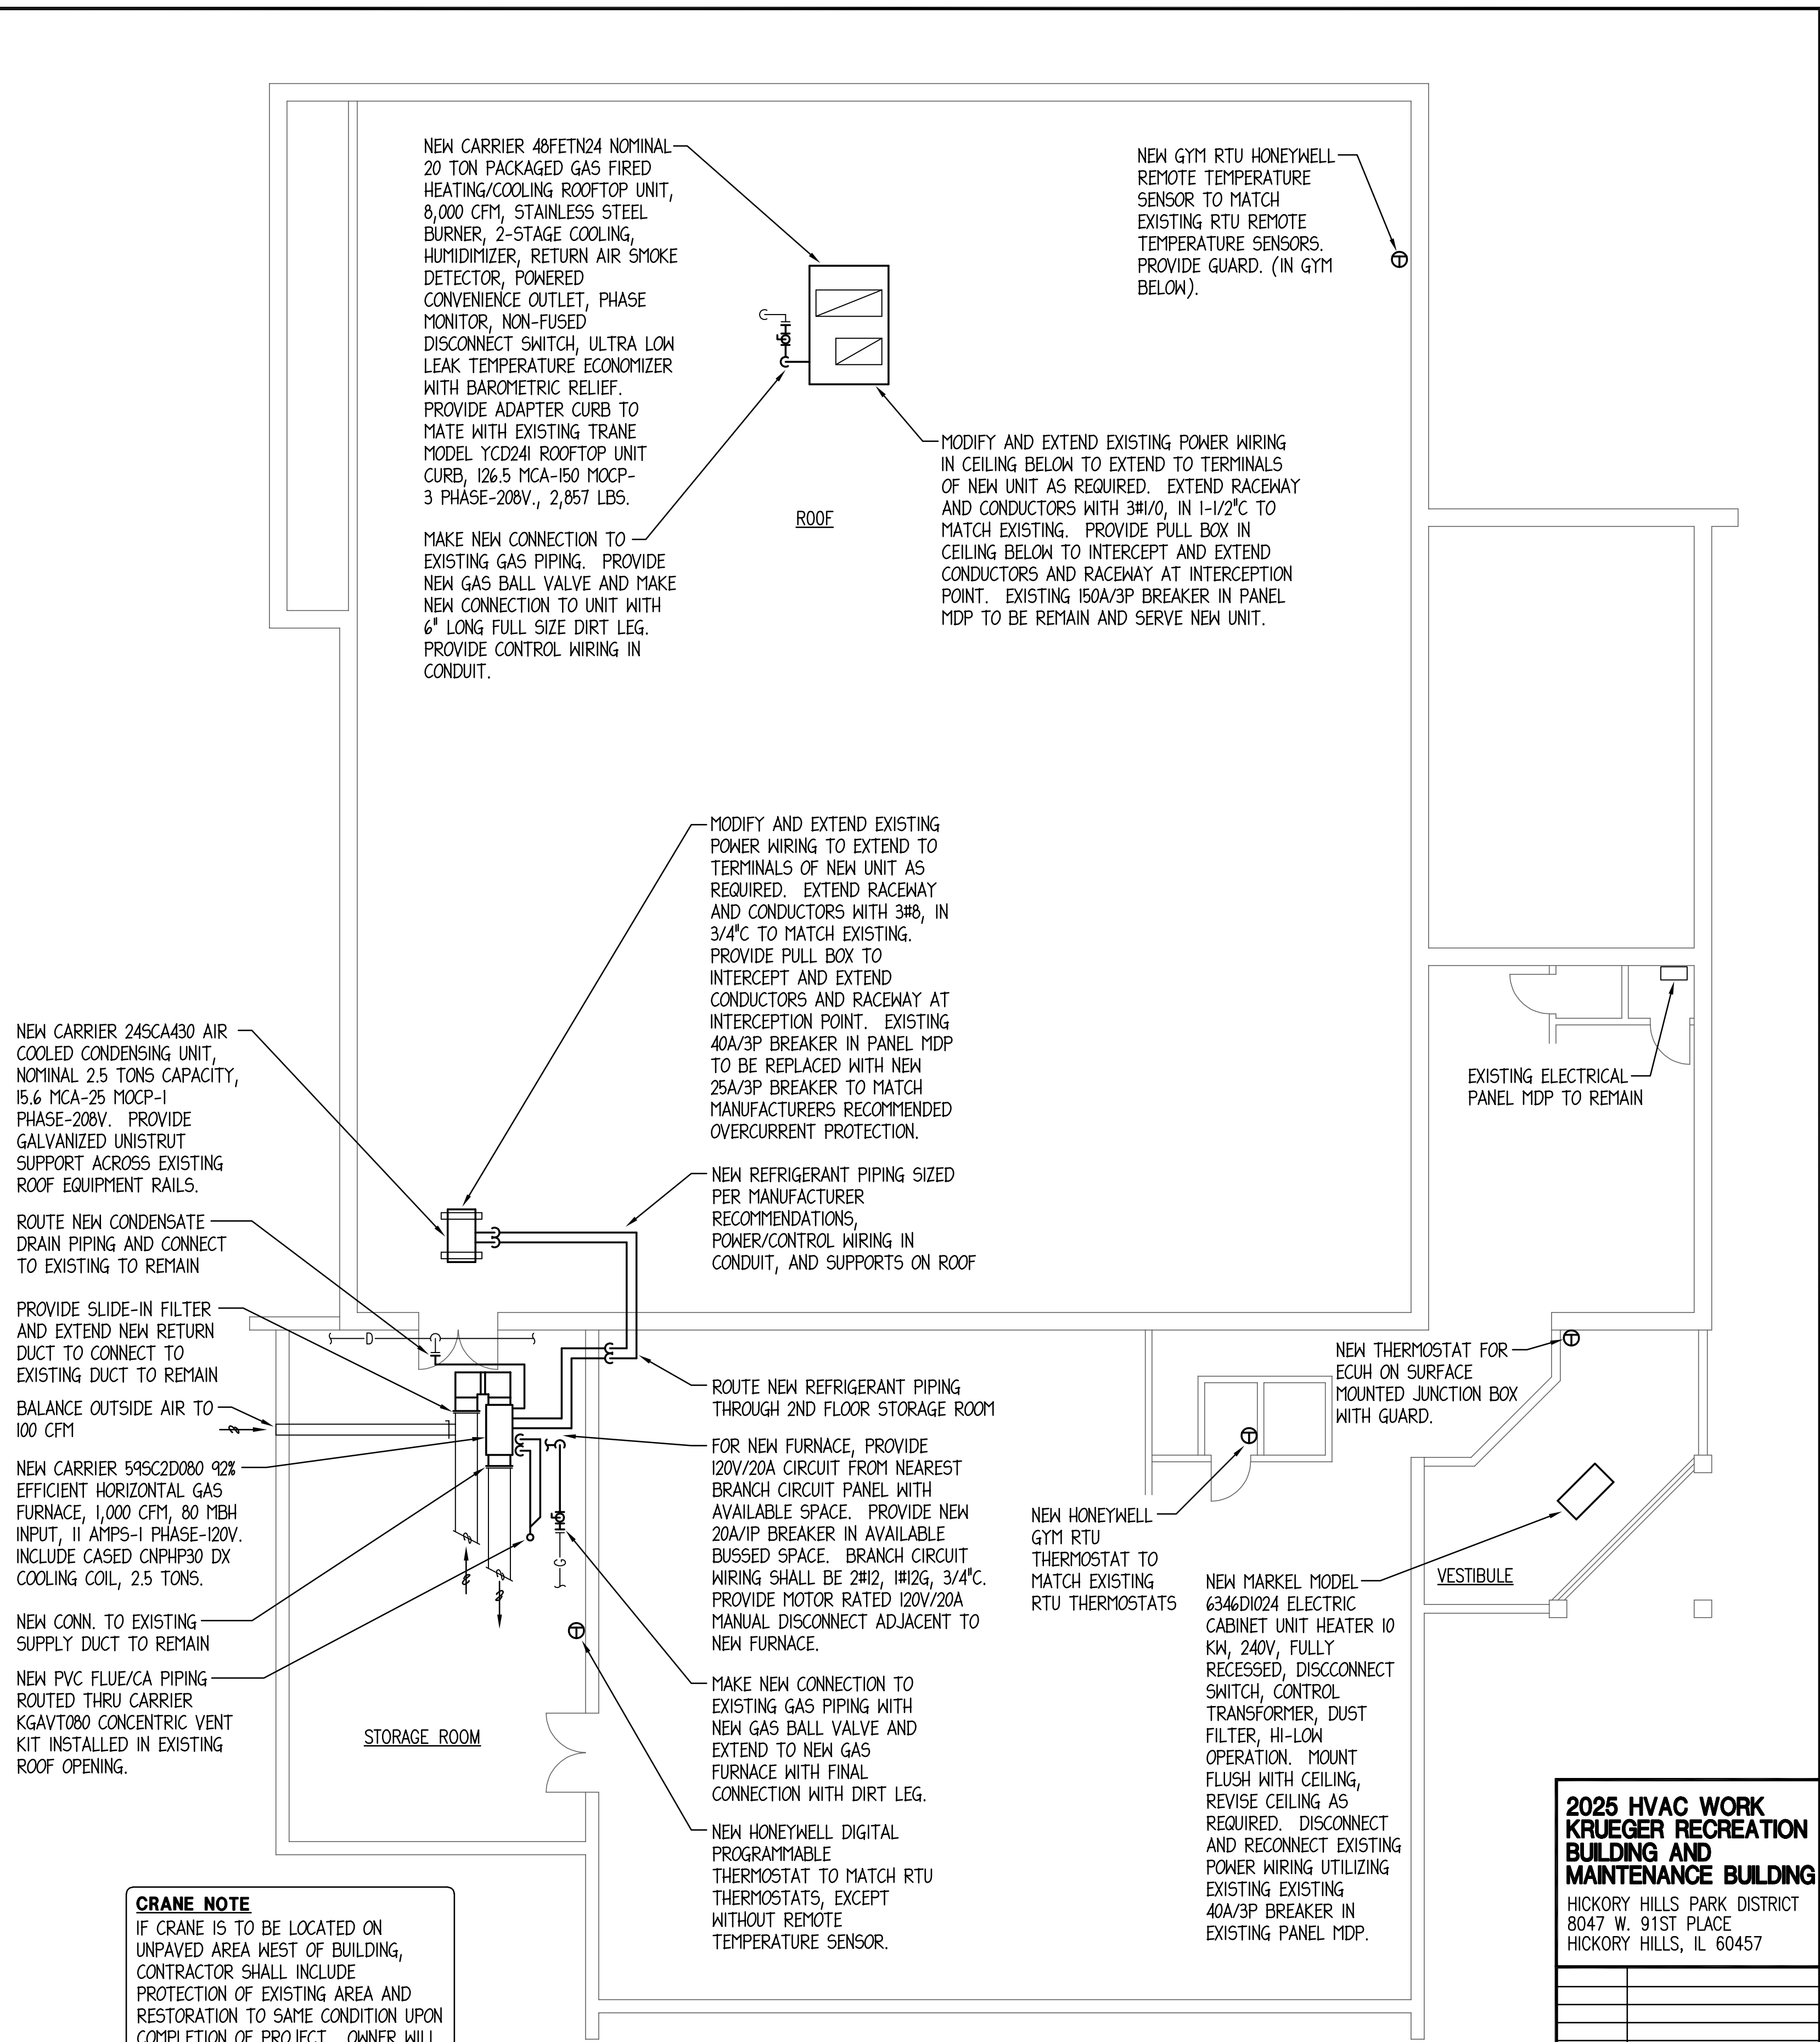 NEW CARRIER 48FETN24 NOMINAL
20 TON PACKAGED GAS FIRED
HEATING/COOLING ROOFTOP UNIT,
8,000 CFM, STAINLESS STEEL
BURNER, 2-STAGE COOLING,
HUMIDIMIZER, RETURN AIR SMOKE
DETECTOR, POWERED
CONVENIENCE OUTLET, PHASE
MONITOR, NON-FUSED
DISCONNECT SWITCH, ULTRA LOW
LEAK TEMPERATURE ECONOMIZER
WITH BAROMETRIC RELIEF.
PROVIDE ADAPTER CURB TO
MATE WITH EXISTING TRANE
MODEL YCD241 ROOFTOP UNIT
CURB, 126.5 MCA-150 MOCP-
3 PHASE-208V., 2,857 LBS.
MAKE NEW CONNECTION TO
EXISTING GAS PIPING. PROVIDE
NEW GAS BALL VALVE AND MAKE
NEW CONNECTION TO UNIT WITH
6" LONG FULL SIZE DIRT LEG.
PROVIDE CONTROL WIRING IN
CONDUIT.
NEW GYM RTU HONEYWELL
REMOTE TEMPERATURE
SENSOR TO MATCH
EXISTING RTU REMOTE
TEMPERATURE SENSORS.
PROVIDE GUARD. (IN GYM
BELOW).
T
MODIFY AND EXTEND EXISTING POWER WIRING
IN CEILING BELOW TO EXTEND TO TERMINALS
OF NEW UNIT AS REQUIRED. EXTEND RACEWAY
AND CONDUCTORS WITH 3#1/0, IN 1-1/2"C TO
MATCH EXISTING. PROVIDE PULL BOX IN
CEILING BELOW TO INTERCEPT AND EXTEND
CONDUCTORS AND RACEWAY AT INTERCEPTION
POINT. EXISTING 150A/3P BREAKER IN PANEL
MDP TO BE REMAIN AND SERVE NEW UNIT.
ROOF
MODIFY AND EXTEND EXISTING
POWER WIRING TO EXTEND TO
TERMINALS OF NEW UNIT AS
REQUIRED. EXTEND RACEWAY
AND CONDUCTORS WITH 3#8, IN
3/4"C TO MATCH EXISTING.
PROVIDE PULL BOX TO
INTERCEPT AND EXTEND
CONDUCTORS AND RACEWAY AT
INTERCEPTION POINT. EXISTING
40A/3P BREAKER IN PANEL MDP
TO BE REPLACED WITH NEW
25A/3P BREAKER TO MATCH
MANUFACTURERS RECOMMENDED
OVERCURRENT PROTECTION.
NEW REFRIGERANT PIPING SIZED
PER MANUFACTURER
RECOMMENDATIONS,
POWER/CONTROL WIRING IN
CONDUIT, AND SUPPORTS ON ROOF
EXISTING ELECTRICAL
PANEL MDP TO REMAIN
NEW CARRIER 24SCA430 AIR
COOLED CONDENSING UNIT,
NOMINAL 2.5 TONS CAPACITY,
15.6 MCA-25 MOCP-1
PHASE-208V. PROVIDE
GALVANIZED UNISTRUT
SUPPORT ACROSS EXISTING
ROOF EQUIPMENT RAILS.
ROUTE NEW CONDENSATE
DRAIN PIPING AND CONNECT
TO EXISTING TO REMAIN
PROVIDE SLIDE-IN FILTER
AND EXTEND NEW RETURN
DUCT TO CONNECT TO
EXISTING DUCT TO REMAIN
BALANCE OUTSIDE AIR TO
100 CFM
NEW CARRIER 59SC2D080 92%
EFFICIENT HORIZONTAL GAS
FURNACE, 1,000 CFM, 80 MBH
INPUT, 11 AMPS-1 PHASE-120V.
INCLUDE CASED CNPHP30 DX
COOLING COIL, 2.5 TONS.
NEW CONN. TO EXISTING
SUPPLY DUCT TO REMAIN
NEW PVC FLUE/CA PIPING
ROUTED THRU CARRIER
KGAVT080 CONCENTRIC VENT
KIT INSTALLED IN EXISTING
ROOF OPENING.
D
G
T
STORAGE ROOM
ROUTE NEW REFRIGERANT PIPING
THROUGH 2ND FLOOR STORAGE ROOM
FOR NEW FURNACE, PROVIDE
120V/20A CIRCUIT FROM NEAREST
BRANCH CIRCUIT PANEL WITH
AVAILABLE SPACE. PROVIDE NEW
20A/1P BREAKER IN AVAILABLE
BUSSED SPACE. BRANCH CIRCUIT
WIRING SHALL BE 2#12, 1#12G, 3/4"C.
PROVIDE MOTOR RATED 120V/20A
MANUAL DISCONNECT ADJACENT TO
NEW FURNACE.
MAKE NEW CONNECTION TO
EXISTING GAS PIPING WITH
NEW GAS BALL VALVE AND
EXTEND TO NEW GAS
FURNACE WITH FINAL
CONNECTION WITH DIRT LEG.
NEW HONEYWELL DIGITAL
PROGRAMMABLE
THERMOSTAT TO MATCH RTU
THERMOSTATS, EXCEPT
WITHOUT REMOTE
TEMPERATURE SENSOR.
NEW THERMOSTAT FOR
ECUH ON SURFACE
MOUNTED JUNCTION BOX
WITH GUARD.
T
T
NEW HONEYWELL
GYM RTU
THERMOSTAT TO
MATCH EXISTING
RTU THERMOSTATS
VESTIBULE
NEW MARKEL MODEL
6346D1024 ELECTRIC
CABINET UNIT HEATER 10
KW, 240V, FULLY
RECESSED, DISCCONNECT
SWITCH, CONTROL
TRANSFORMER, DUST
FILTER, HI-LOW
OPERATION. MOUNT
FLUSH WITH CEILING,
REVISE CEILING AS
REQUIRED. DISCONNECT
AND RECONNECT EXISTING
POWER WIRING UTILIZING
EXISTING EXISTING
40A/3P BREAKER IN
EXISTING PANEL MDP.
CRANE NOTE
IF CRANE IS TO BE LOCATED ON
UNPAVED AREA WEST OF BUILDING,
CONTRACTOR SHALL INCLUDE
PROTECTION OF EXISTING AREA AND
RESTORATION TO SAME CONDITION UPON
COMPLETION OF PROJECT. OWNER WILL
2025 HVAC WORK
KRUEGER RECREATION
BUILDING AND
MAINTENANCE BUILDING
HICKORY HILLS PARK DISTRICT
8047 W. 91ST PLACE
HICKORY HILLS, IL 60457